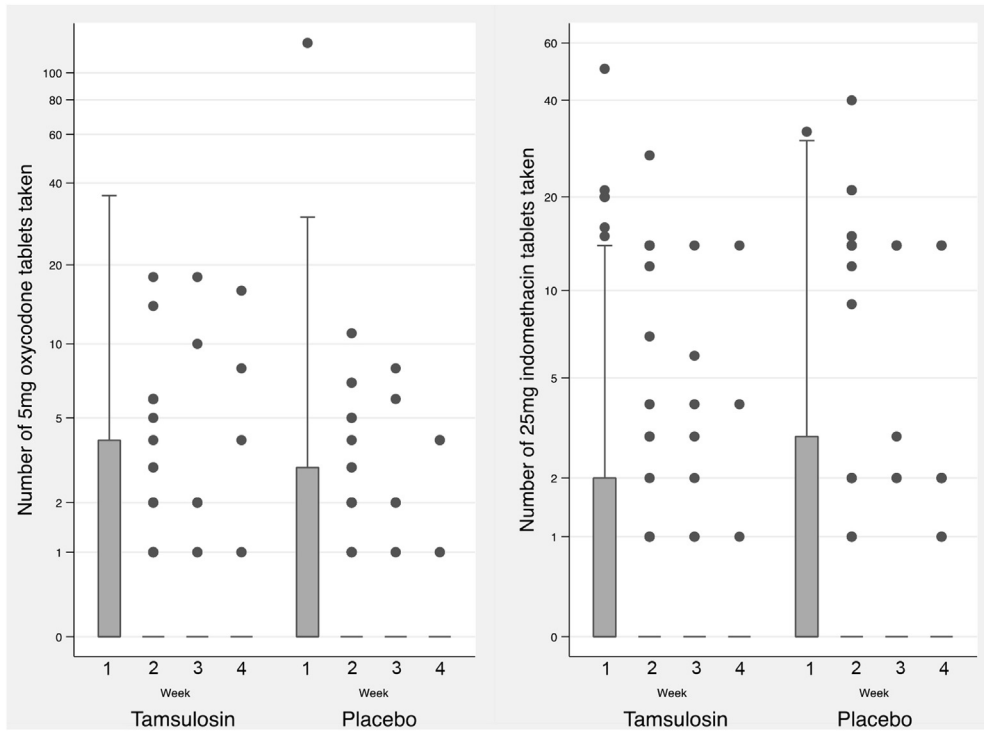 Number of 5mg oxycodone tablets taken
100
80
60
40
20
10
5
2
1
0
1 2 3 4 1 2 3 4
Week Week
Tamsulosin Placebo
Number of 25mg indomethacin tablets taken
60
40
20
10
5
2
1
0
1 2 3 4 1 2 3 4
Week Week
Tamsulosin Placebo